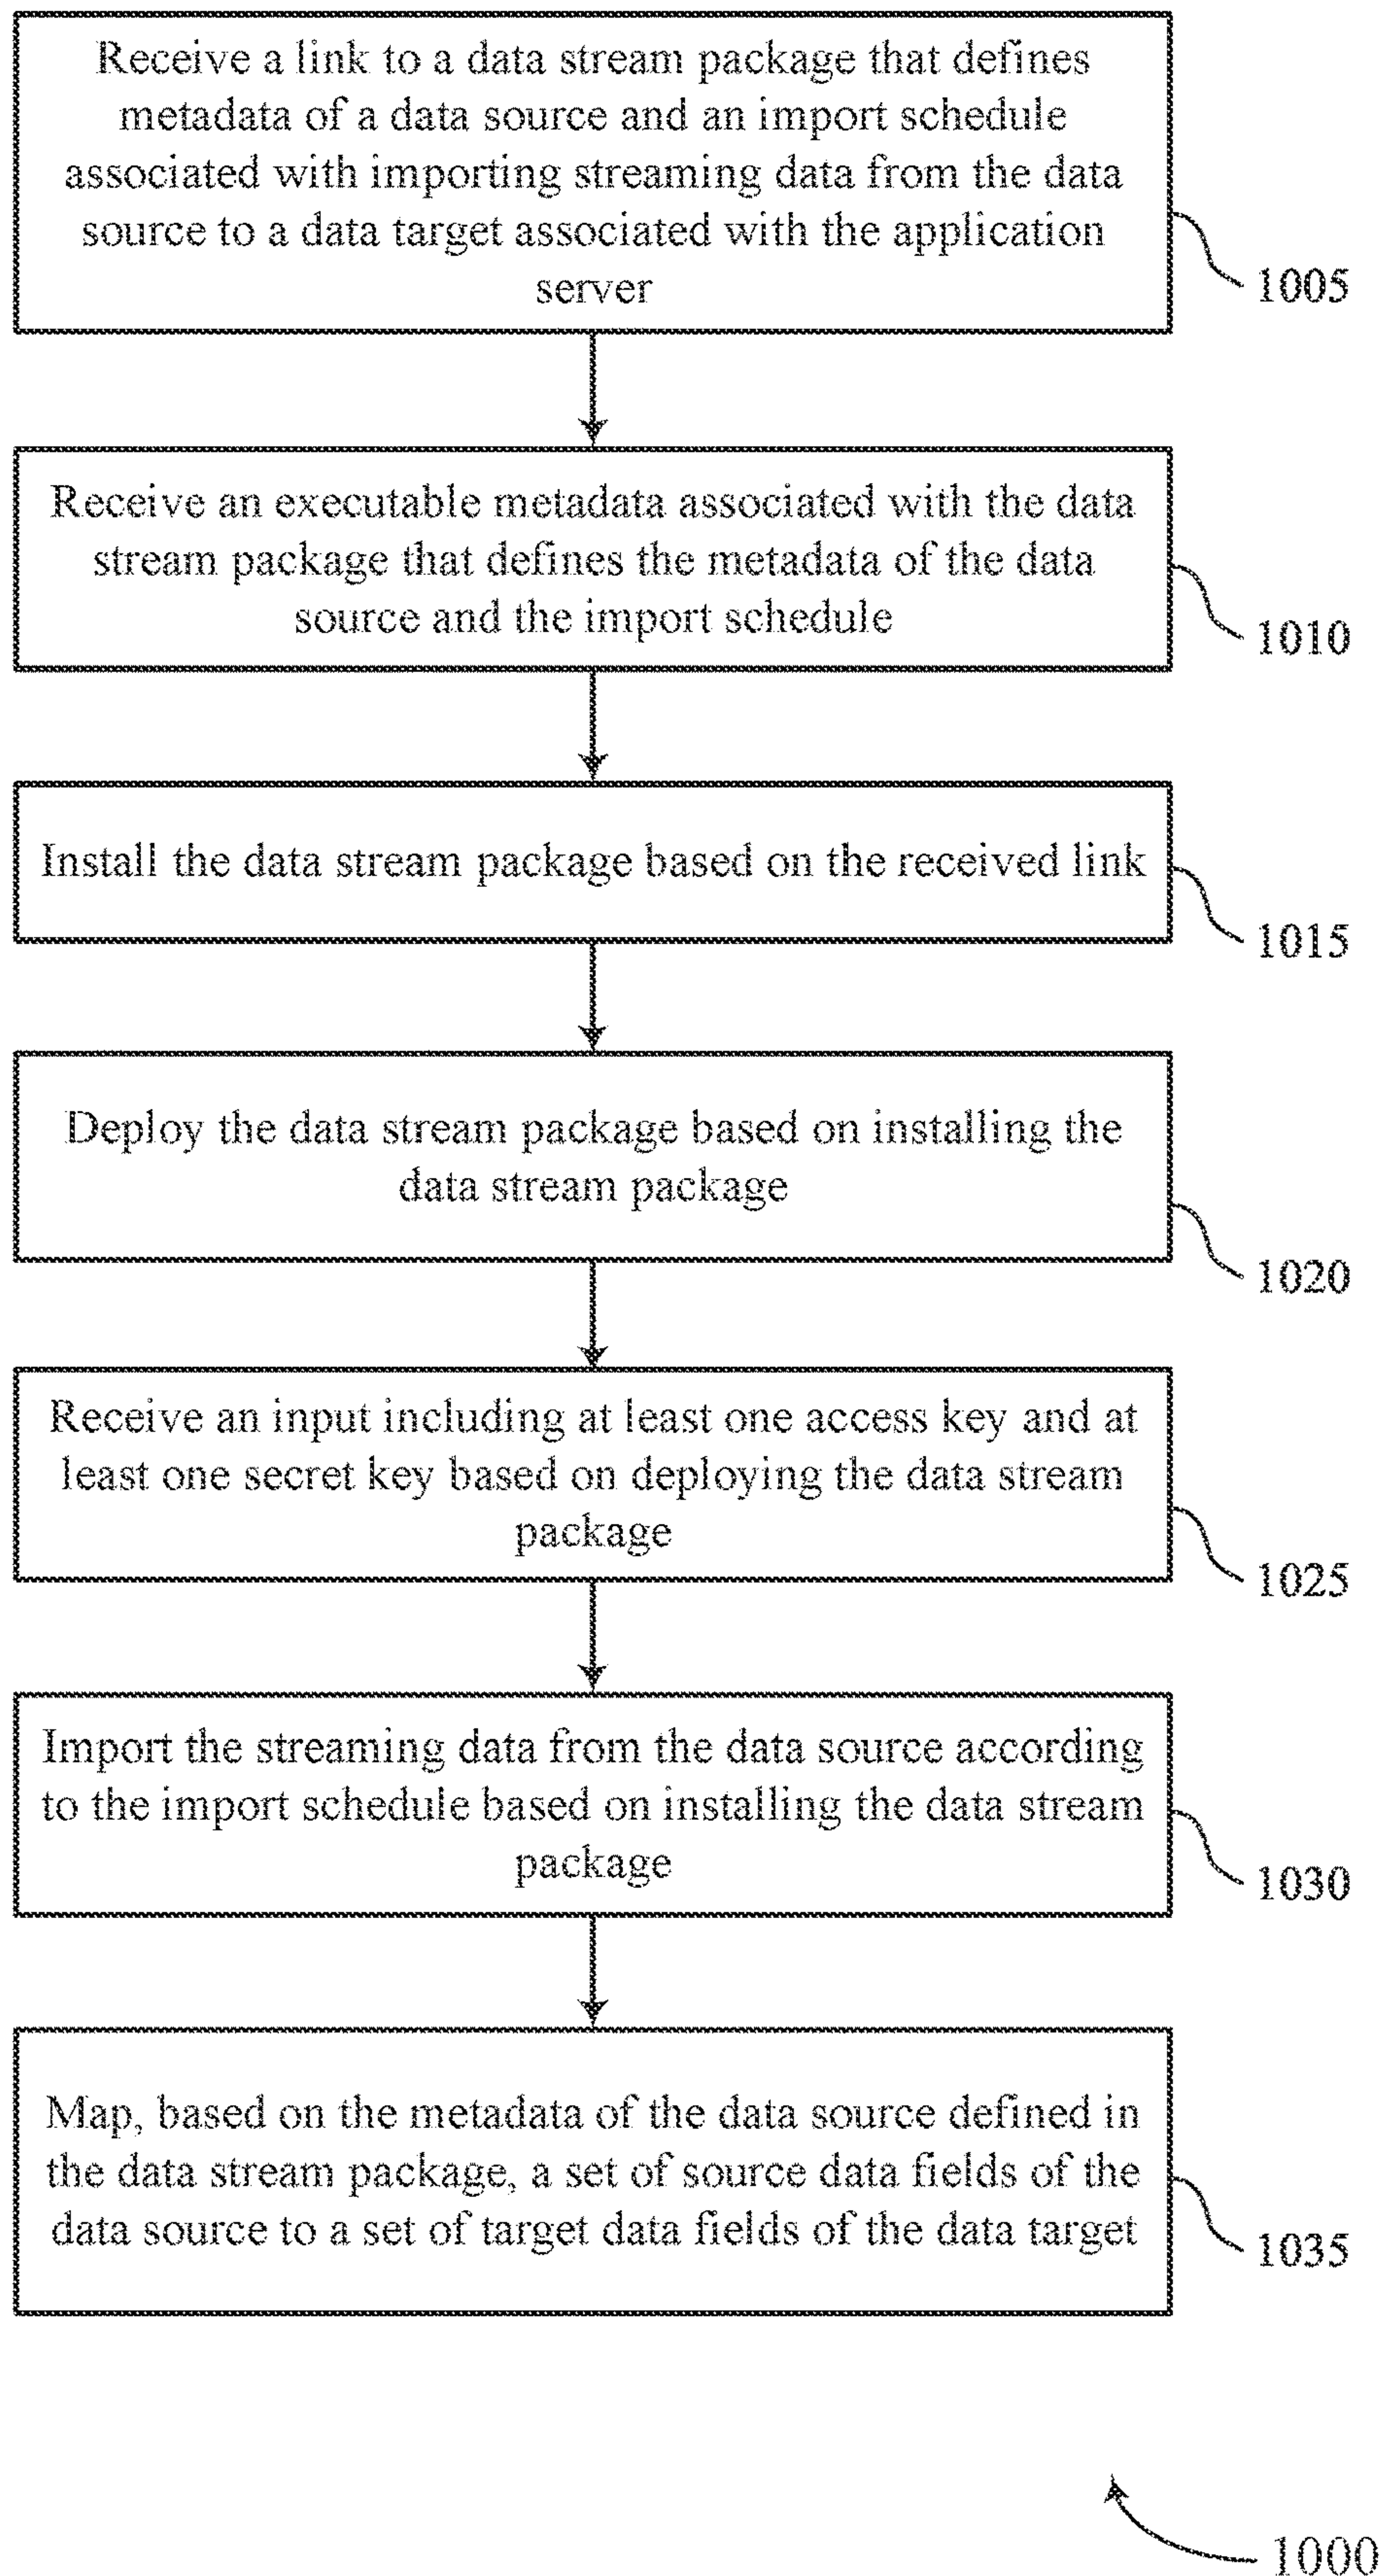 Receive a link to a data stream package that defines
metadata of a data source and an import schedule
associated with importing streaming data from the data
source to a data target associated with the application
server
1005
Receive an executable metadata associated with the data
stream package that defines the metadata of the data
source and the import schedule
1010
Install the data stream package based on the received link
1015
Deploy the data stream package based on installing the
data stream package
1020
Receive an input including at least one access key and at
least one secret key based on deploying the data stream
package
1025
Import the streaming data from the data source according
to the import schedule based on installing the data stream
package
1030
Map, based on the metadata of the data source defined in
the data stream package, a set of source data fields of the
data source to a set of target data fields of the data target
1035
1000